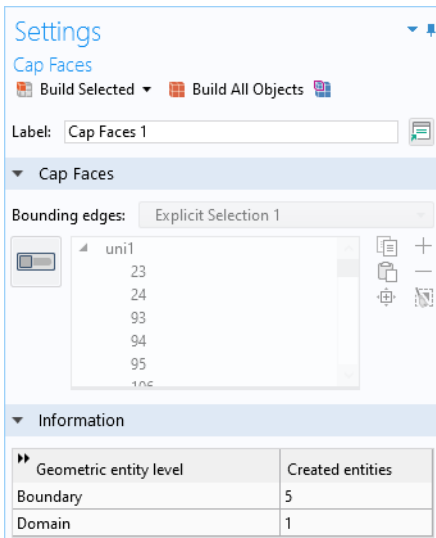 Settings
Cap Faces
Build Selected Build All Objects
Label: Cap Faces 1
Cap Faces
Bounding edges: Explicit Selection 1
uni1
23
24
93
94
95
106
Information
Geometric entity level Created entities
Boundary 5
Domain 1